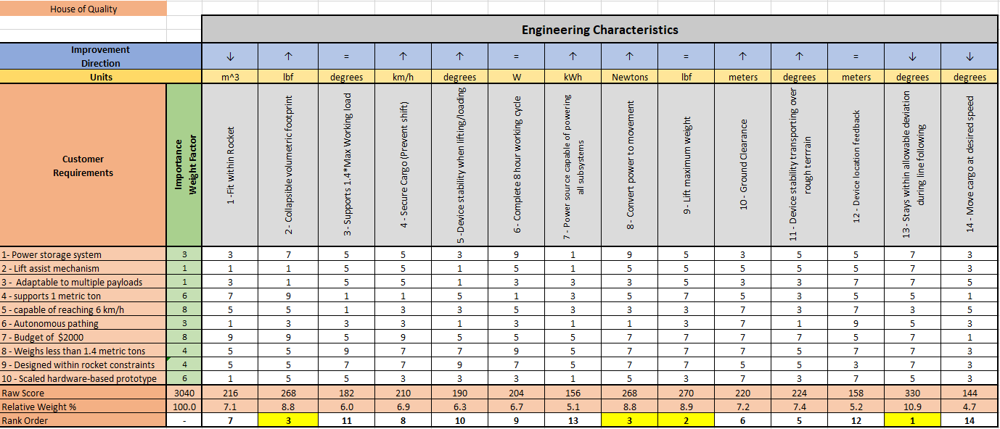 House of Quality
Engineering Characteristics
Improvement
Direction
↓ ↑ = ↑ ↑ = ↑ ↑ = ↑ ↑ = ↓ ↓
Units m^3 lbf degrees km/h degrees W kWh Newtons lbf meters degrees meters degrees degrees
Customer
Requirements
Importance
Weight Factor
1 -Fit within Rocket
2 - Collapsible volumetric footprint
3 - Supports 1.4*Max Working load
4 - Secure Cargo (Prevent shift)
5 -Device stability when lifting/loading
6 - Complete 8 hour working cycle
7 - Power source capable of powering
all subsystems
8 - Convert power to movement
9 - Lift maximum weight
10 - Ground Clearance
11 - Device stability transporting over
rough terrrain
12 - Device location feedback
13 - Stays within allowable deviation
during line following
14 - Move cargo at desired speed
1- Power storage system 3 3 7 5 5 3 9 1 9 5 3 5 5 7 3
2 - Lift assist mechanism 1 1 1 5 5 1 5 1 5 5 5 5 5 7 3
3 - Adaptable to multiple payloads 1 3 1 5 5 1 3 3 3 5 3 3 7 7 5
4 - supports 1 metric ton 6 7 9 1 1 5 1 3 5 7 5 3 5 5 1
5 - capable of reaching 6 km/h 8 5 5 1 3 3 5 3 3 3 7 3 7 3 5
6 - Autonomous pathing 3 1 3 3 3 1 3 1 1 3 7 1 9 5 3
7 - Budget of $2000 8 9 9 5 9 5 5 5 7 7 7 7 5 7 1
8 - Weighs less than 1.4 metric tons 4 5 5 9 7 7 9 5 7 7 7 5 7 7 3
9 - Designed within rocket constraints 4 5 5 7 7 9 7 5 7 7 5 5 3 7 3
10 - Scaled hardware-based prototype 6 1 5 5 3 3 3 1 5 3 7 3 7 5 3
Raw Score 3040 216 268 182 210 190 204 156 268 270 220 224 158 330 144
Relative Weight % 100.0 7.1 8.8 6.0 6.9 6.3 6.7 5.1 8.8 8.9 7.2 7.4 5.2 10.9 4.7
Rank Order - 7 3 11 8 10 9 13 3 2 6 5 12 1 14